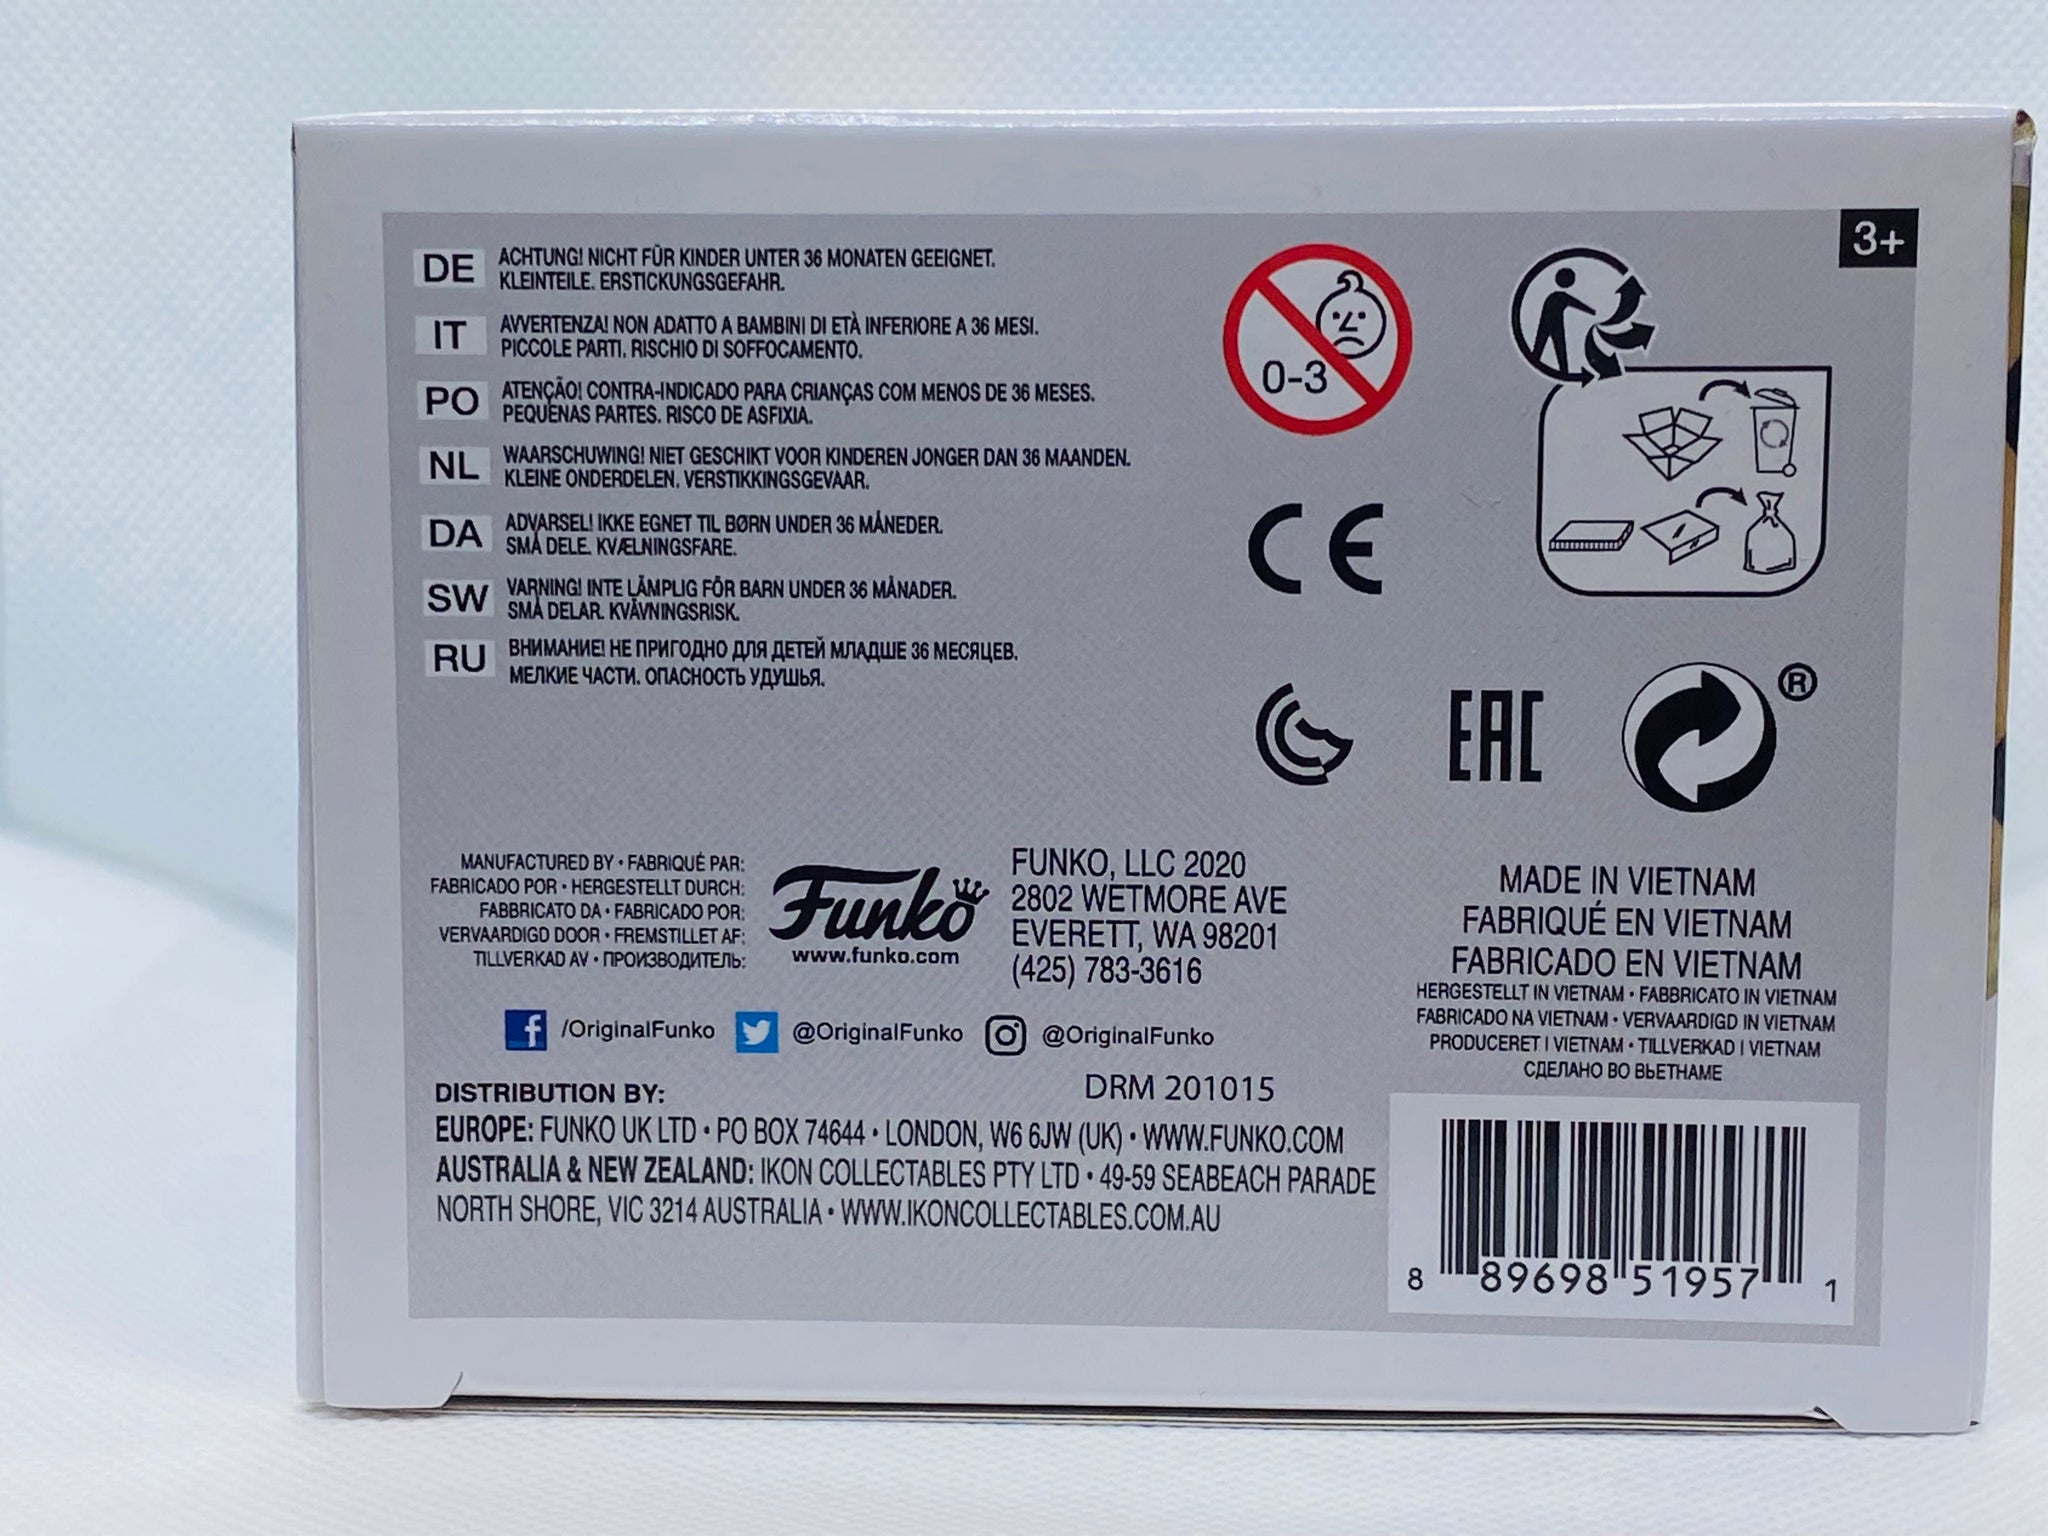 3+
DE
ACHTUNG! NICHT FÜR KINDER UNTER 36 MONATEN GEEIGNET.
KLEINTEILE. ERSTICKUNGSGEFAHR.
IT
AVVERTENZA! NON ADATTO A BAMBINI DI ETÀ INFERIORE A 36 MESI.
PICCOLE PARTI. RISCHIO DI SOFFOCAMENTO.
PO
ATENÇÃO! CONTRA-INDICADO PARA CRIANÇAS COM MENOS DE 36 MESES.
PEQUENAS PARTES. RISCO DE ASFIXIA.
NL
WAARSCHUWING! NIET GESCHIKT VOOR KINDEREN JONGER DAN 36 MAANDEN.
KLEINE ONDERDELEN. VERSTIKKINGSGEVAAR.
DA
ADVARSEL! IKKE EGNET TIL BØRN UNDER 36 MÅNEDER.
SMÅ DELE. KVÆLNINGSFARE.
SW
VARNING! INTE LÄMPLIG FÖR BARN UNDER 36 MÅNADER.
SMÅ DELAR. KVÄVNINGSRISK.
RU
ВНИМАНИЕ! НЕ ПРИГОДНО ДЛЯ ДЕТЕЙ МЛАДШЕ 36 МЕСЯЦЕВ.
МЕЛКИЕ ЧАСТИ. ОПАСНОСТЬ УДУШЬЯ.
0-3
CE
EAC
®
MANUFACTURED BY • FABRIQUÉ PAR:
FABRICADO POR • HERGESTELLT DURCH:
FABBRICATO DA • FABRICADO POR:
VERVAARDIGD DOOR • FREMSTILLET AF:
TILLVERKAD AV • ПРОИЗВОДИТЕЛЬ:
Funko
www.funko.com
FUNKO, LLC 2020
2802 WETMORE AVE
EVERETT, WA 98201
(425) 783-3616
MADE IN VIETNAM
FABRIQUÉ EN VIETNAM
FABRICADO EN VIETNAM
HERGESTELLT IN VIETNAM • FABBRICATO IN VIETNAM
FABRICADO NA VIETNAM • VERVAARDIGD IN VIETNAM
PRODUCERET I VIETNAM • TILLVERKAD I VIETNAM
СДЕЛАНО ВО ВЬЕТНАМЕ
/OriginalFunko @OriginalFunko @OriginalFunko
DRM 201015
DISTRIBUTION BY:
EUROPE: FUNKO UK LTD • PO BOX 74644 • LONDON, W6 6JW (UK) • WWW.FUNKO.COM
AUSTRALIA & NEW ZEALAND: IKON COLLECTABLES PTY LTD • 49-59 SEABEACH PARADE
NORTH SHORE, VIC 3214 AUSTRALIA • WWW.IKONCOLLECTABLES.COM.AU
8 89698 51957 1